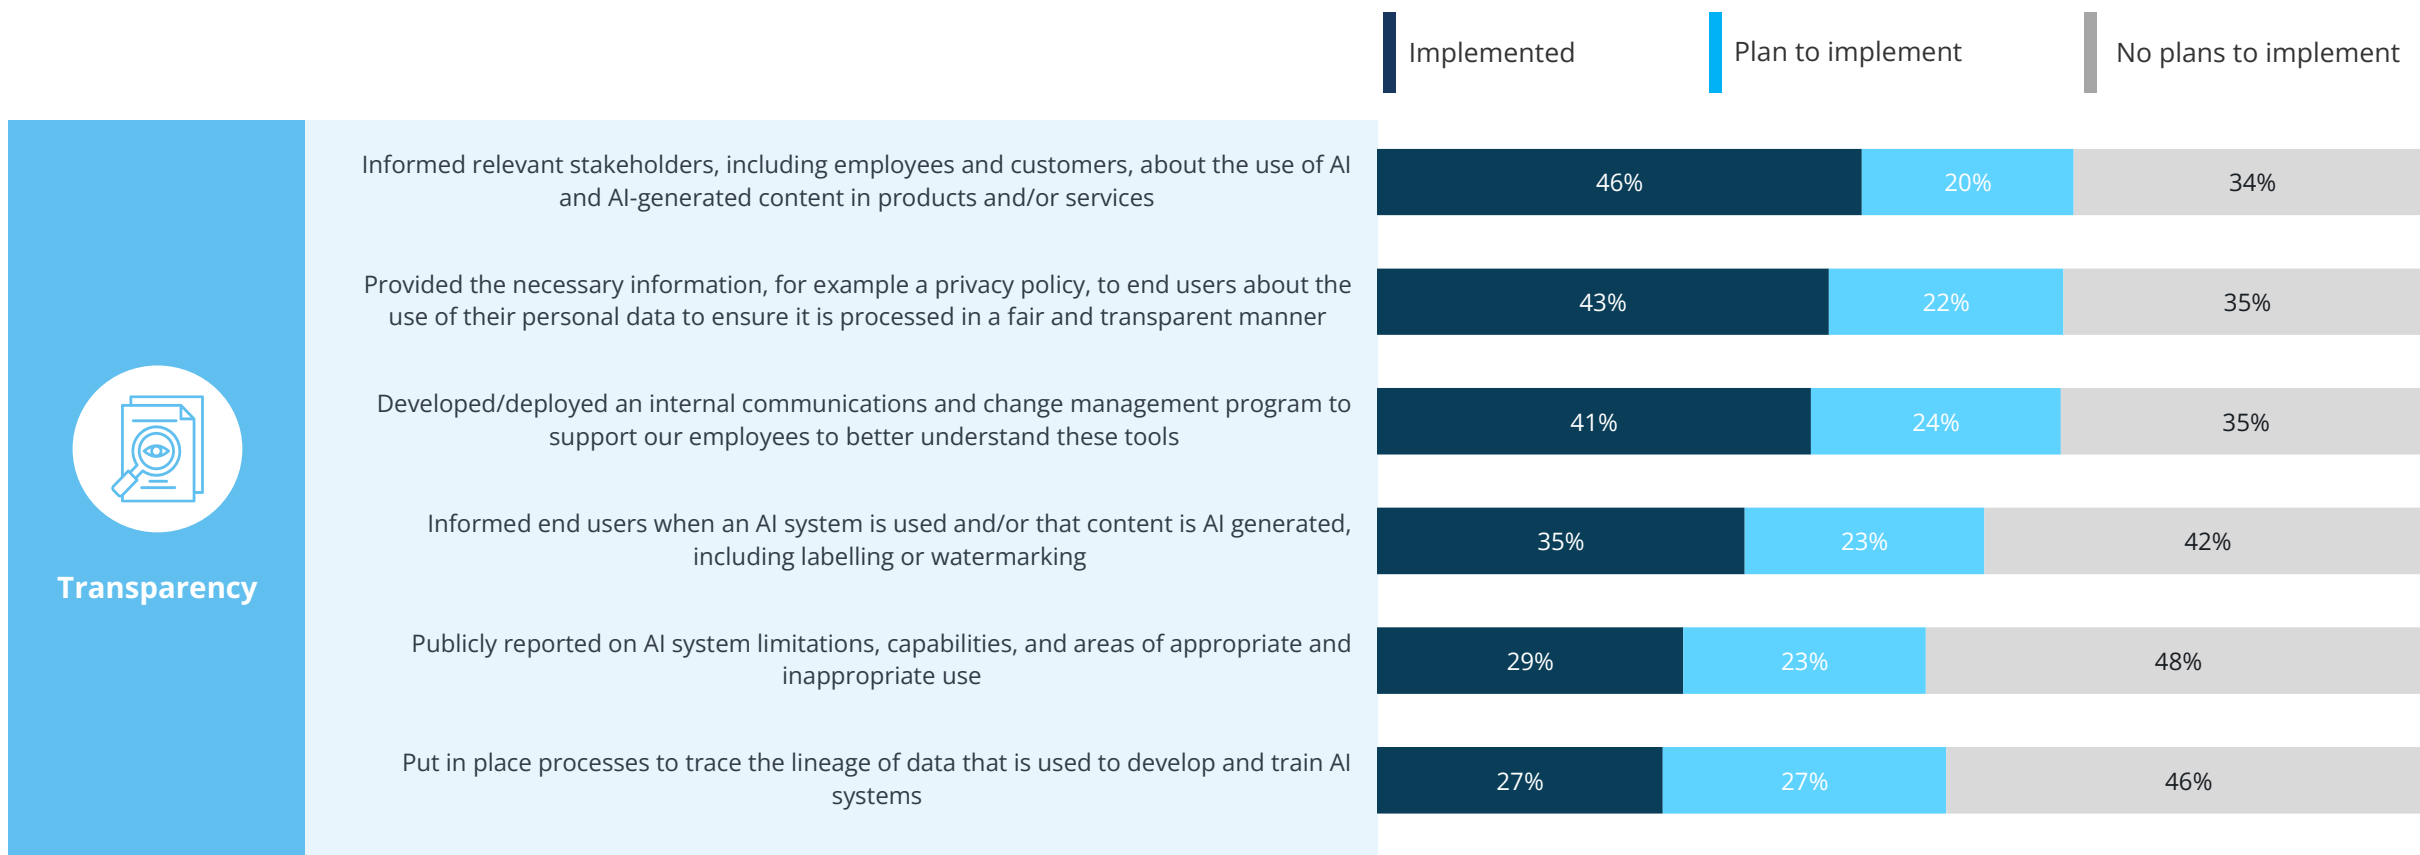 Implemented
Plan to implement
No plans to implement
Transparency
Informed relevant stakeholders, including employees and customers, about the use of AI
and AI-generated content in products and/or services
46%
20%
34%
Provided the necessary information, for example a privacy policy, to end users about the
use of their personal data to ensure it is processed in a fair and transparent manner
43%
22%
35%
Developed/deployed an internal communications and change management program to
support our employees to better understand these tools
41%
24%
35%
Informed end users when an AI system is used and/or that content is AI generated,
including labelling or watermarking
35%
23%
42%
Publicly reported on AI system limitations, capabilities, and areas of appropriate and
inappropriate use
29%
23%
48%
Put in place processes to trace the lineage of data that is used to develop and train AI
systems
27%
27%
46%